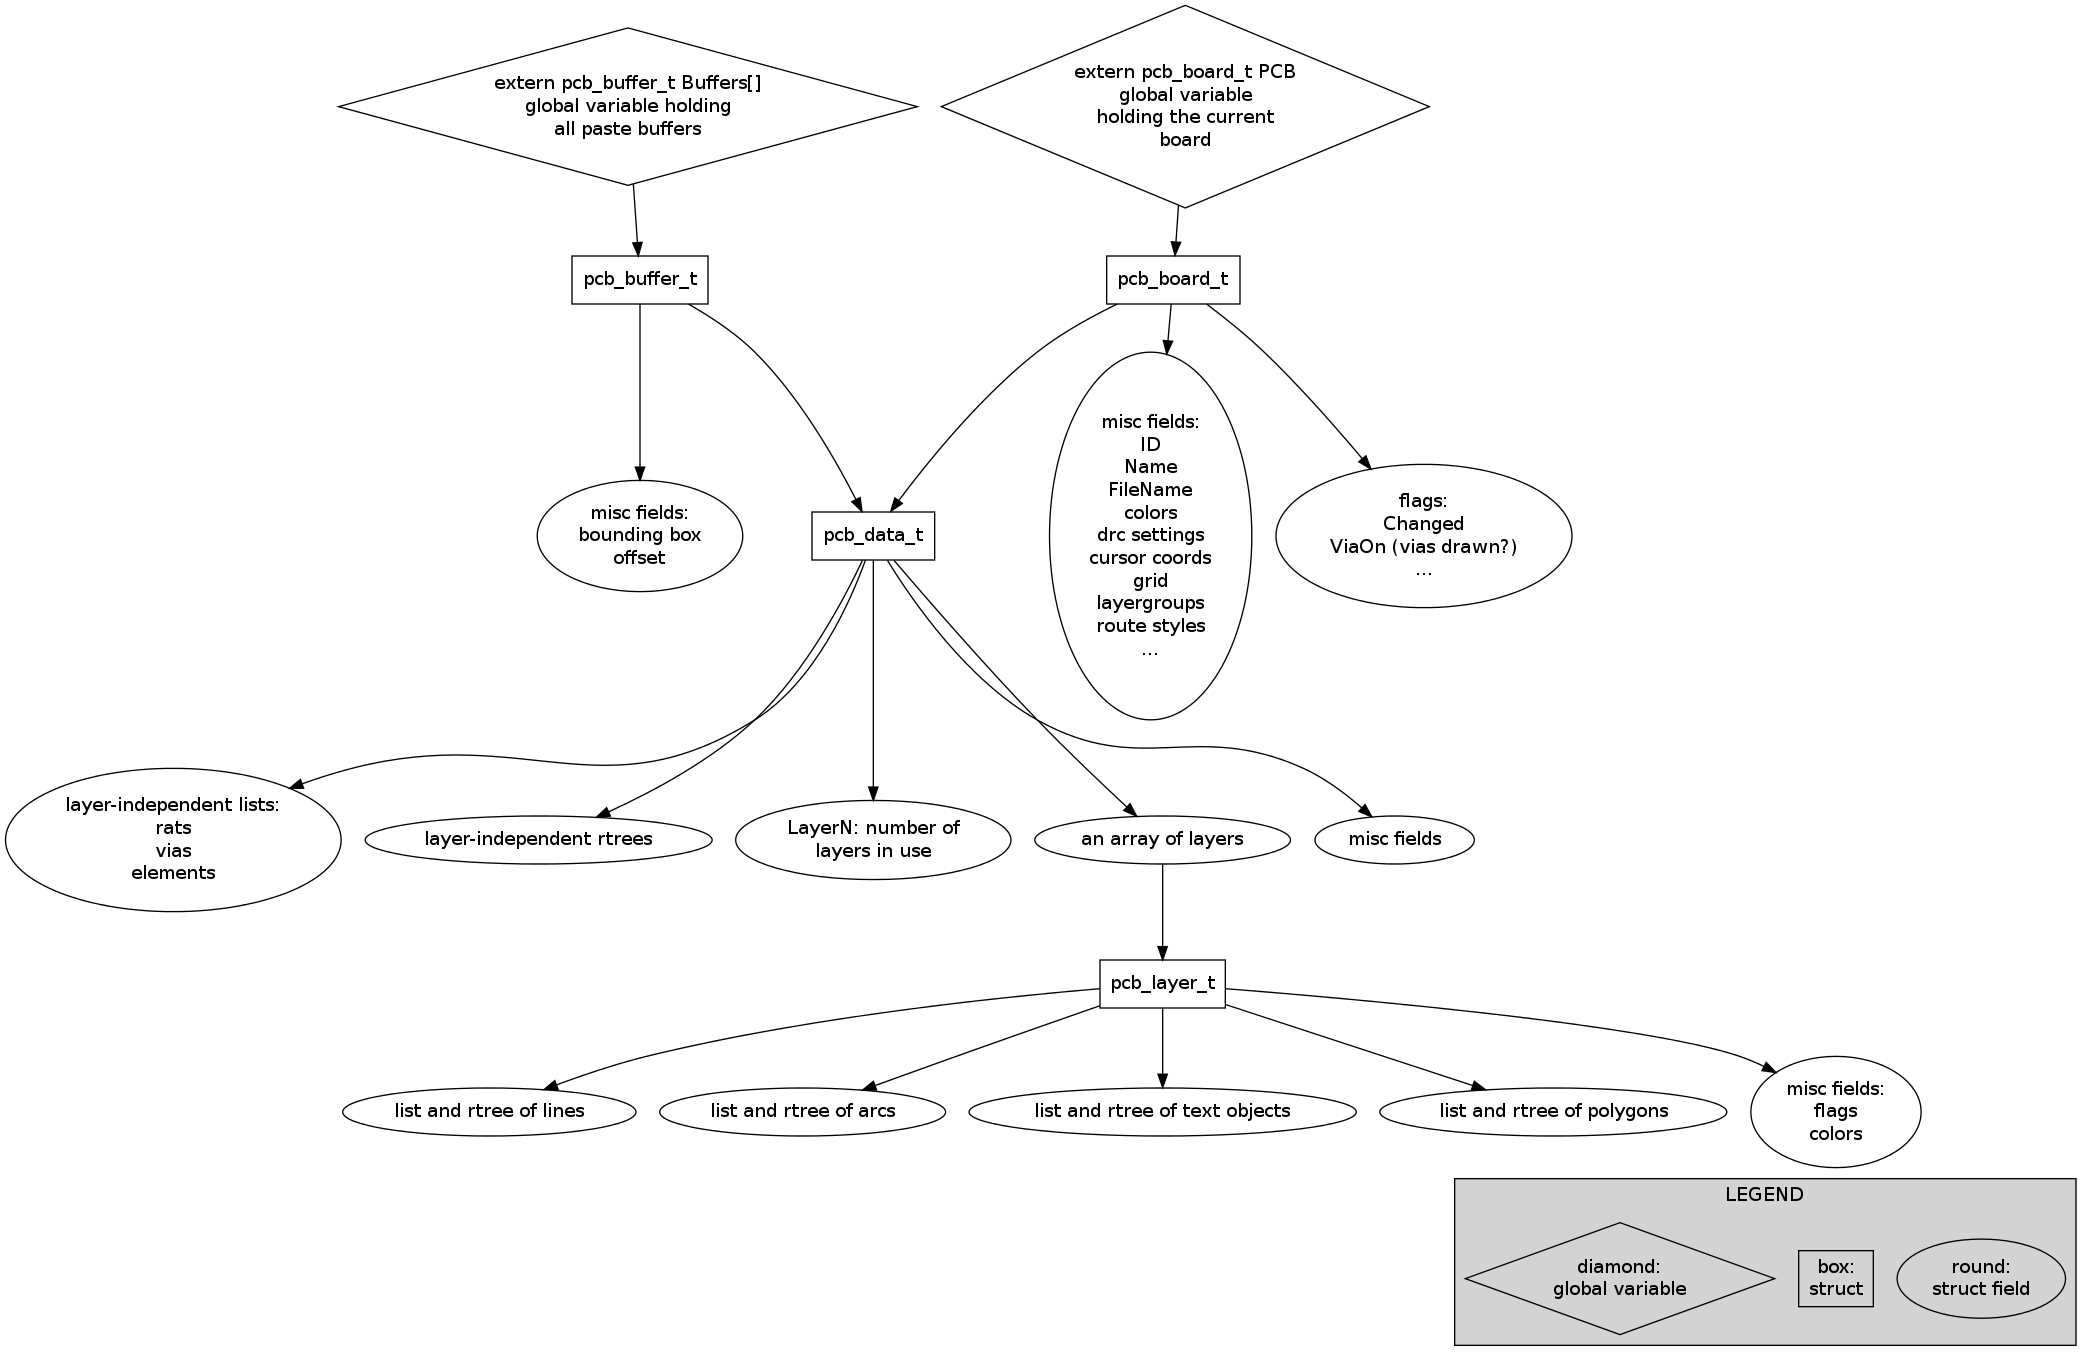 extern pcb_buffer_t Buffers[]
global variable holding
all paste buffers
extern pcb_board_t PCB
global variable
holding the current
board
pcb_buffer_t
pcb_board_t
misc fields:
bounding box
offset
pcb_data_t
misc fields:
ID
Name
FileName
colors
drc settings
cursor coords
grid
layergroups
route styles
...
flags:
Changed
ViaOn (vias drawn?)
...
layer-independent lists:
rats
vias
elements
layer-independent rtrees
LayerN: number of
layers in use
an array of layers
misc fields
pcb_layer_t
list and rtree of lines
list and rtree of arcs
list and rtree of text objects
list and rtree of polygons
misc fields:
flags
colors
LEGEND
diamond:
global variable
box:
struct
round:
struct field